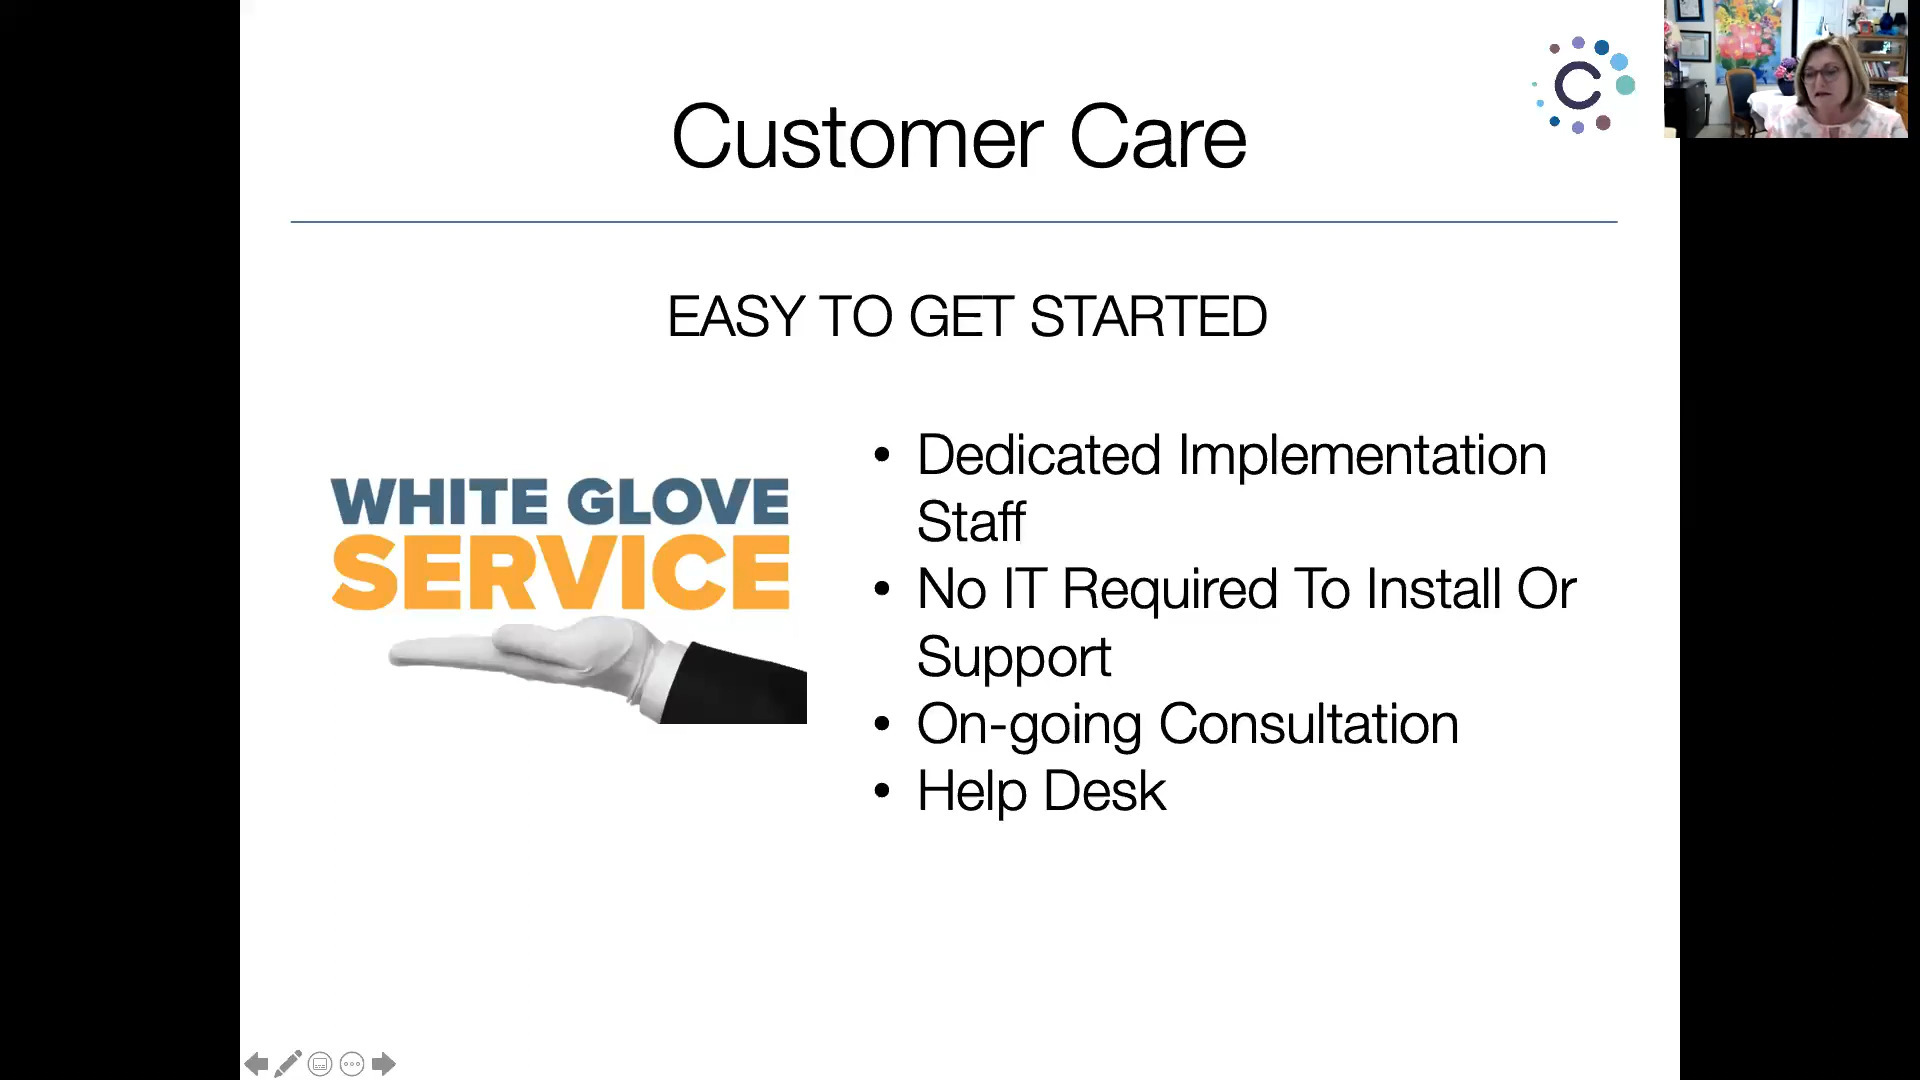 Customer Care
EASY TO GET STARTED
WHITE GLOVE
SERVICE
• Dedicated Implementation
Staff
• No IT Required To Install Or
Support
• On-going Consultation
• Help Desk